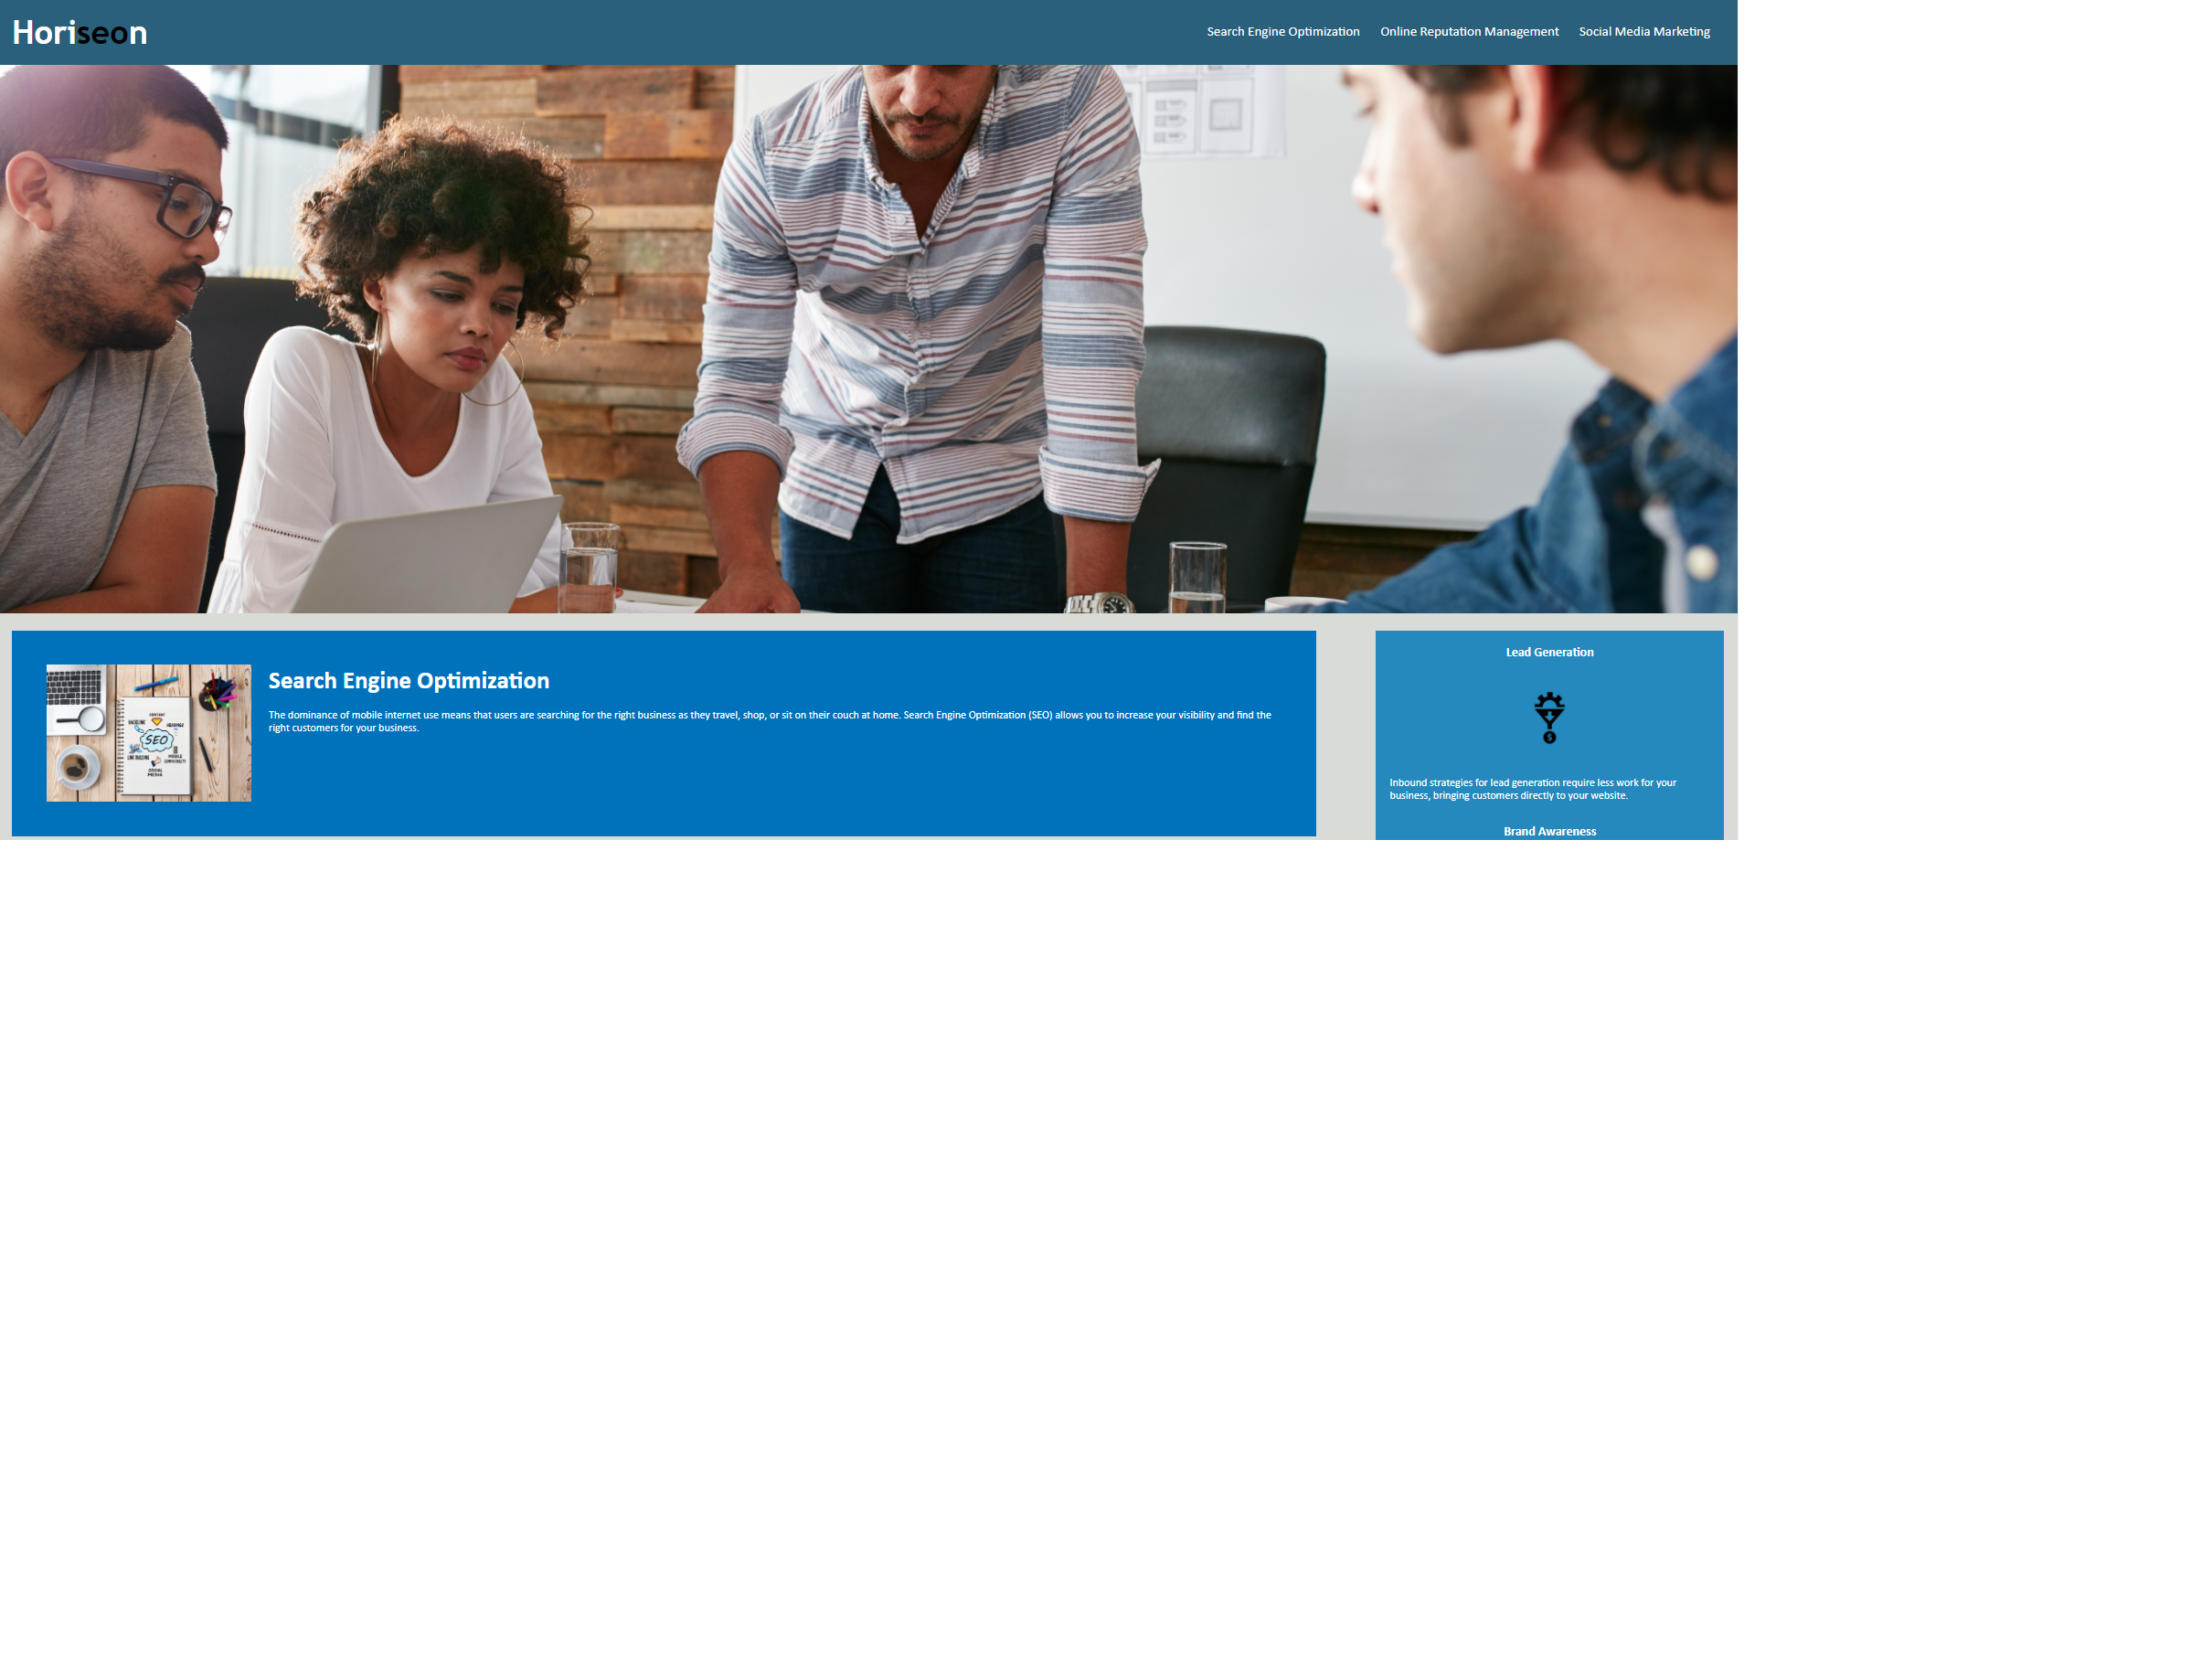 Horiseon
Search Engine Optimization
Online Reputation Management
Social Media Marketing
SEO
Search Engine Optimization
The dominance of mobile internet use means that users are searching for the right business as they travel, shop, or sit on their couch at home. Search Engine Optimization (SEO) allows you to increase your visibility and find the
right customers for your business.
Lead Generation
$
Inbound strategies for lead generation require less work for your
business, bringing customers directly to your website.
Brand Awareness